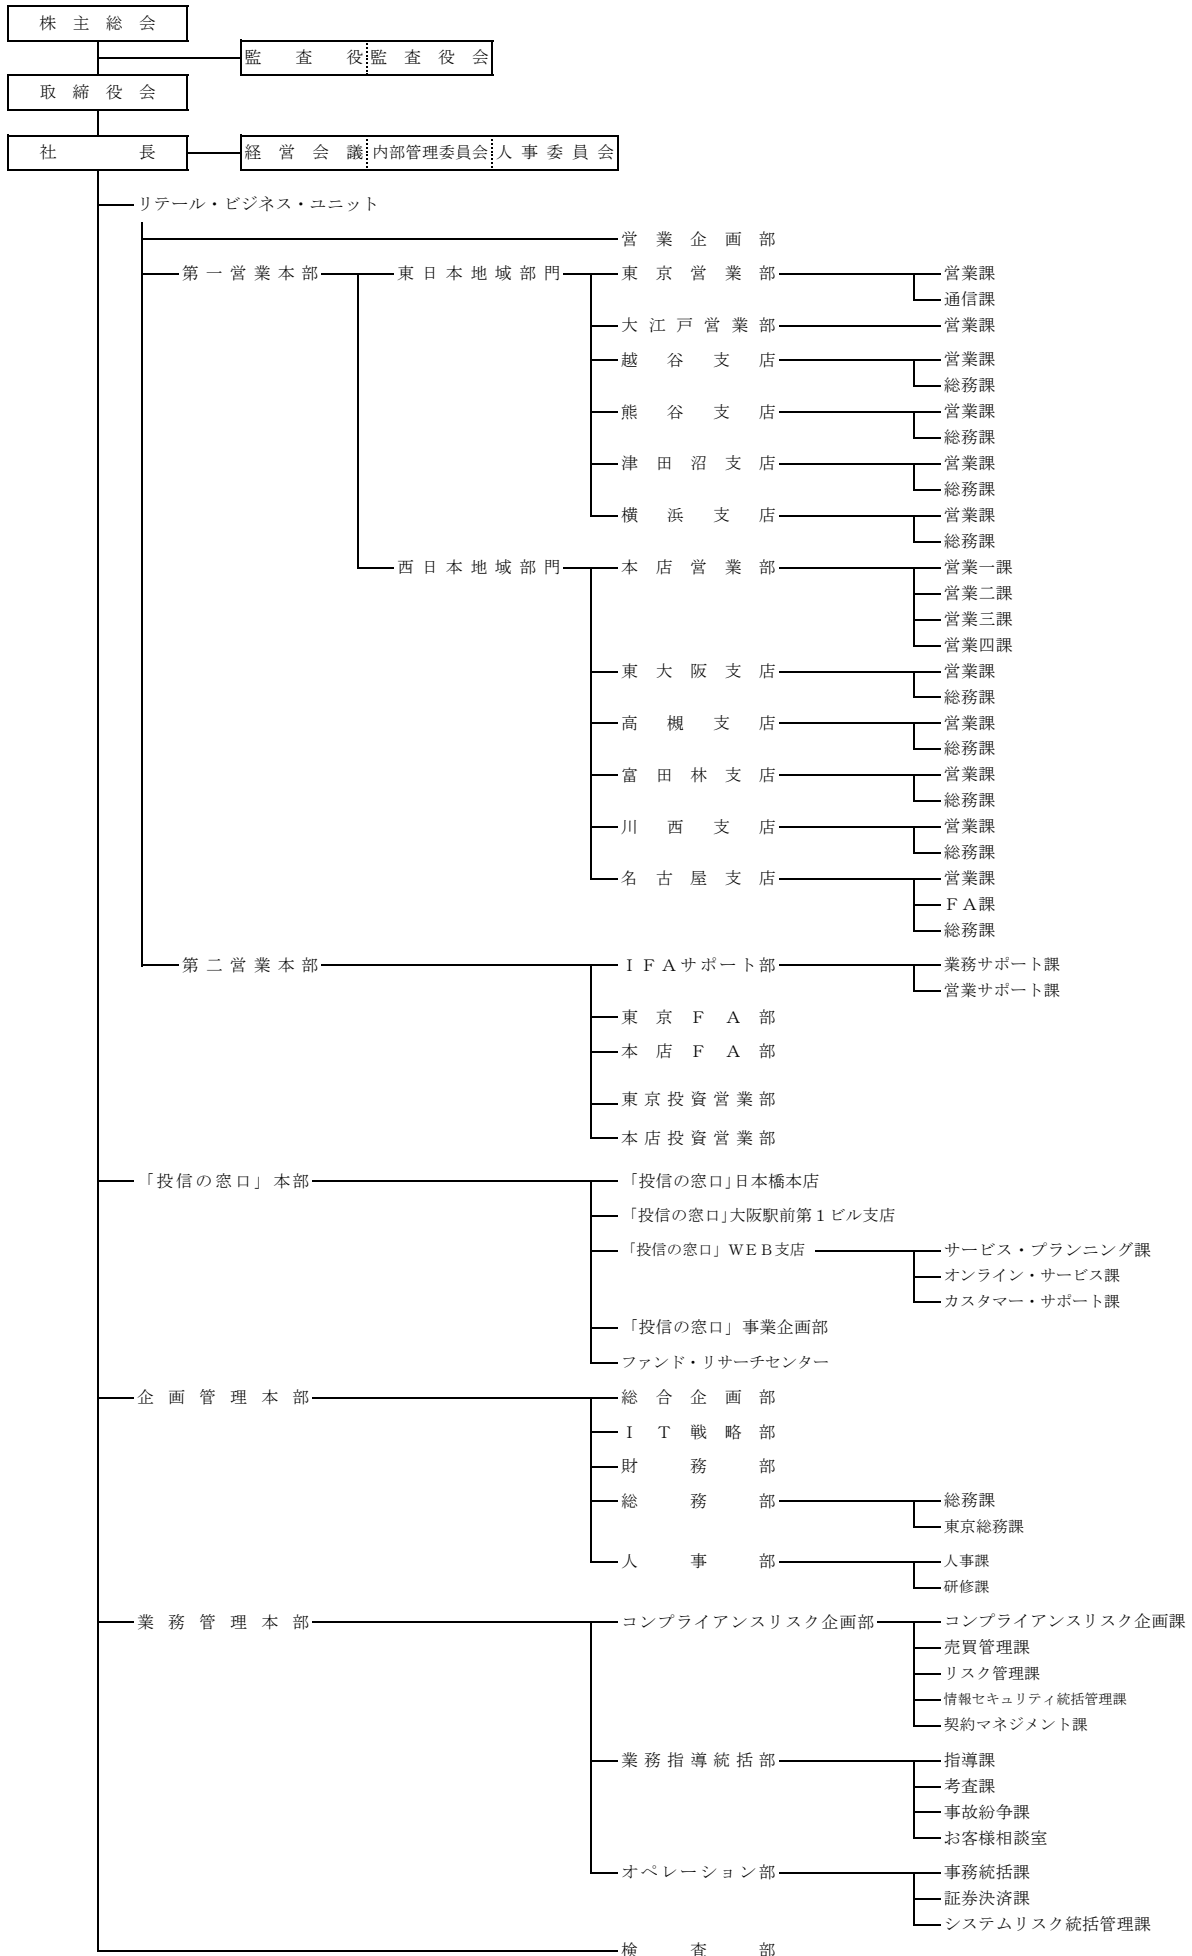 株主総会
監査役 監査役会
取締役会
社長 経営会議 内部管理委員会 人事委員会
リテール・ビジネス・ユニット
営業企画部
第一営業本部 東日本地域部門 東京営業部 営業課
通信課
大江戸営業部 営業課
越谷支店 営業課
総務課
熊谷支店 営業課
総務課
津田沼支店 営業課
総務課
横浜支店 営業課
総務課
西日本地域部門 本店営業部 営業一課
営業二課
営業三課
営業四課
東大阪支店 営業課
総務課
高槻支店 営業課
総務課
富田林支店 営業課
総務課
川西支店 営業課
総務課
名古屋支店 営業課
ＦＡ課
総務課
第二営業本部 ＩＦＡサポート部 業務サポート課
営業サポート課
東京ＦＡ部
本店ＦＡ部
東京投資営業部
本店投資営業部
「投信の窓口」本部 「投信の窓口」日本橋本店
「投信の窓口」大阪駅前第１ビル支店
「投信の窓口」ＷＥＢ支店 サービス・プランニング課
オンライン・サービス課
カスタマー・サポート課
「投信の窓口」事業企画部
ファンド・リサーチセンター
企画管理本部 総合企画部
ＩＴ戦略部
財務部
総務部 総務課
東京総務課
人事部 人事課
研修課
業務管理本部 コンプライアンスリスク企画部 コンプライアンスリスク企画課
売買管理課
リスク管理課
情報セキュリティ統括管理課
契約マネジメント課
業務指導統括部 指導課
考査課
事故紛争課
お客様相談室
オペレーション部 事務統括課
証券決済課
システムリスク統括管理課
検査部